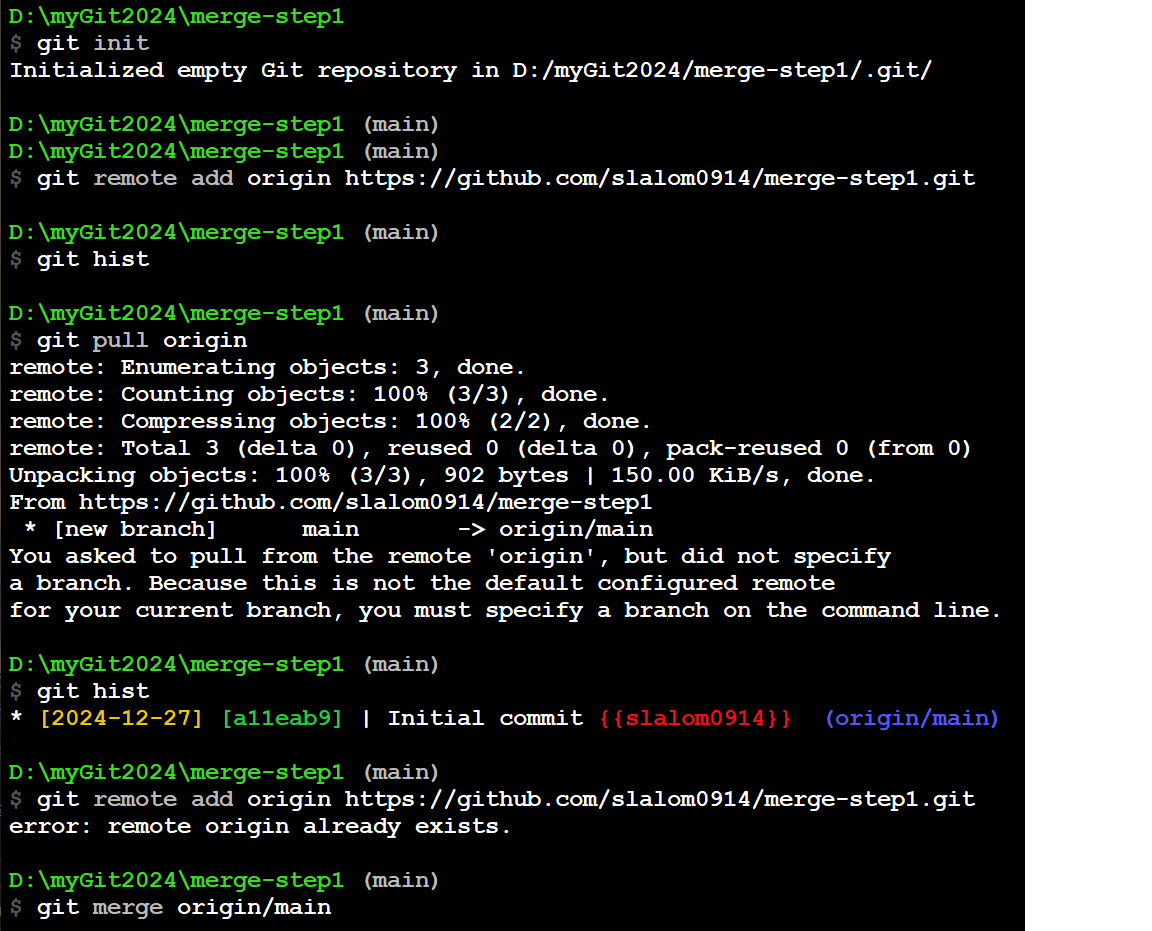 D:\myGit2024\merge-step1
$ git init
Initialized empty Git repository in D:/myGit2024/merge-step1/.git/
D:\myGit2024\merge-step1 (main)
D:\myGit2024\merge-step1 (main)
$ git remote add origin https://github.com/slalom0914/merge-step1.git
D:\myGit2024\merge-step1 (main)
$ git hist
D:\myGit2024\merge-step1 (main)
$ git pull origin
remote: Enumerating objects: 3, done.
remote: Counting objects: 100% (3/3), done.
remote: Compressing objects: 100% (2/2), done.
remote: Total 3 (delta 0), reused 0 (delta 0), pack-reused 0 (from 0)
Unpacking objects: 100% (3/3), 902 bytes | 150.00 KiB/s, done.
From https://github.com/slalom0914/merge-step1
 * [new branch]      main       -> origin/main
You asked to pull from the remote 'origin', but did not specify
a branch. Because this is not the default configured remote
for your current branch, you must specify a branch on the command line.
D:\myGit2024\merge-step1 (main)
$ git hist
* [2024-12-27] [a11eab9] | Initial commit {{slalom0914}}  (origin/main)
D:\myGit2024\merge-step1 (main)
$ git remote add origin https://github.com/slalom0914/merge-step1.git
error: remote origin already exists.
D:\myGit2024\merge-step1 (main)
$ git merge origin/main